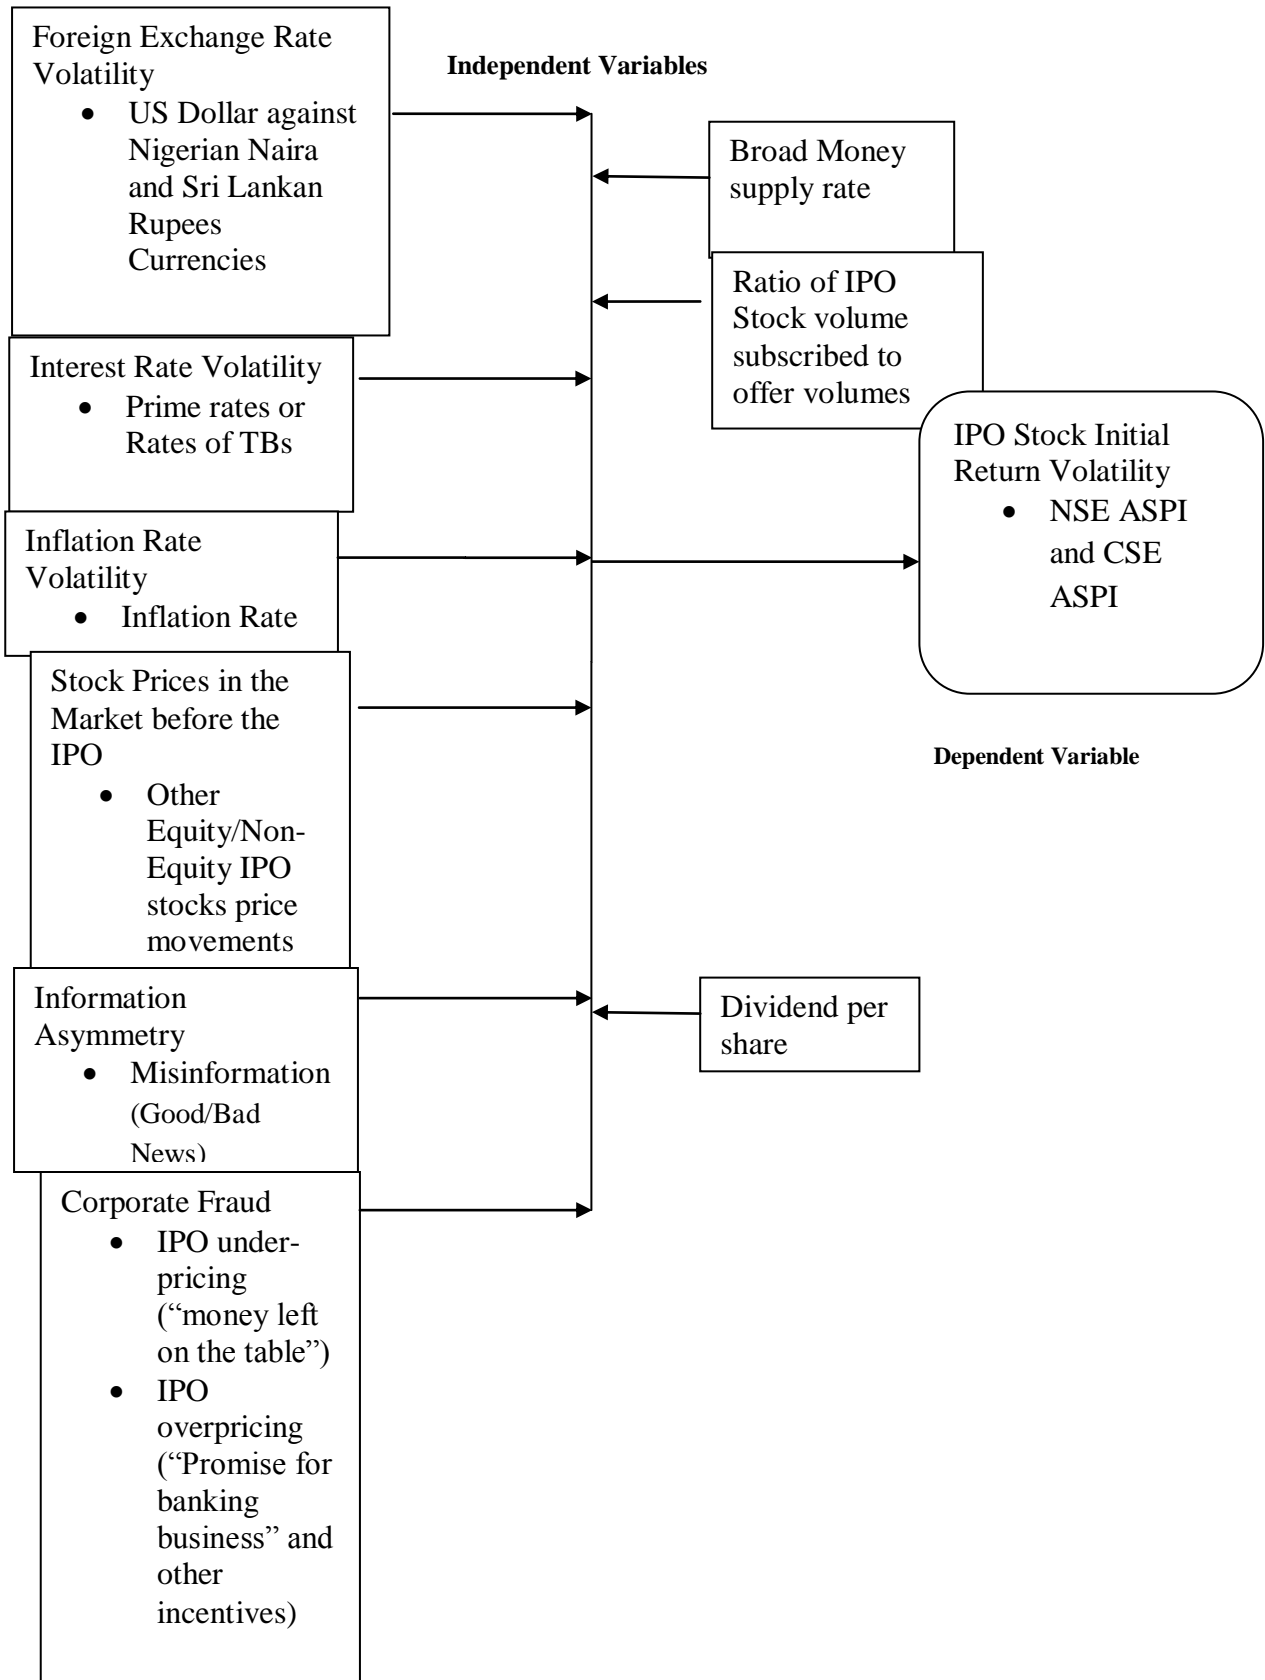 Foreign Exchange Rate
Volatility
• US Dollar against
Nigerian Naira
and Sri Lankan
Rupees
Currencies
Independent Variables
Broad Money
supply rate
Ratio of IPO
Stock volume
subscribed to
offer volumes
Interest Rate Volatility
• Prime rates or
Rates of TBs
IPO Stock Initial
Return Volatility
• NSE ASPI
and CSE
ASPI
Inflation Rate
Volatility
• Inflation Rate
Stock Prices in the
Market before the
IPO
• Other
Equity/Non-
Equity IPO
stocks price
movements
Dependent Variable
Information
Asymmetry
• Misinformation
(Good/Bad
News)
Dividend per
share
Corporate Fraud
• IPO under-
pricing
(“money left
on the table”)
• IPO
overpricing
(“Promise for
banking
business” and
other
incentives)